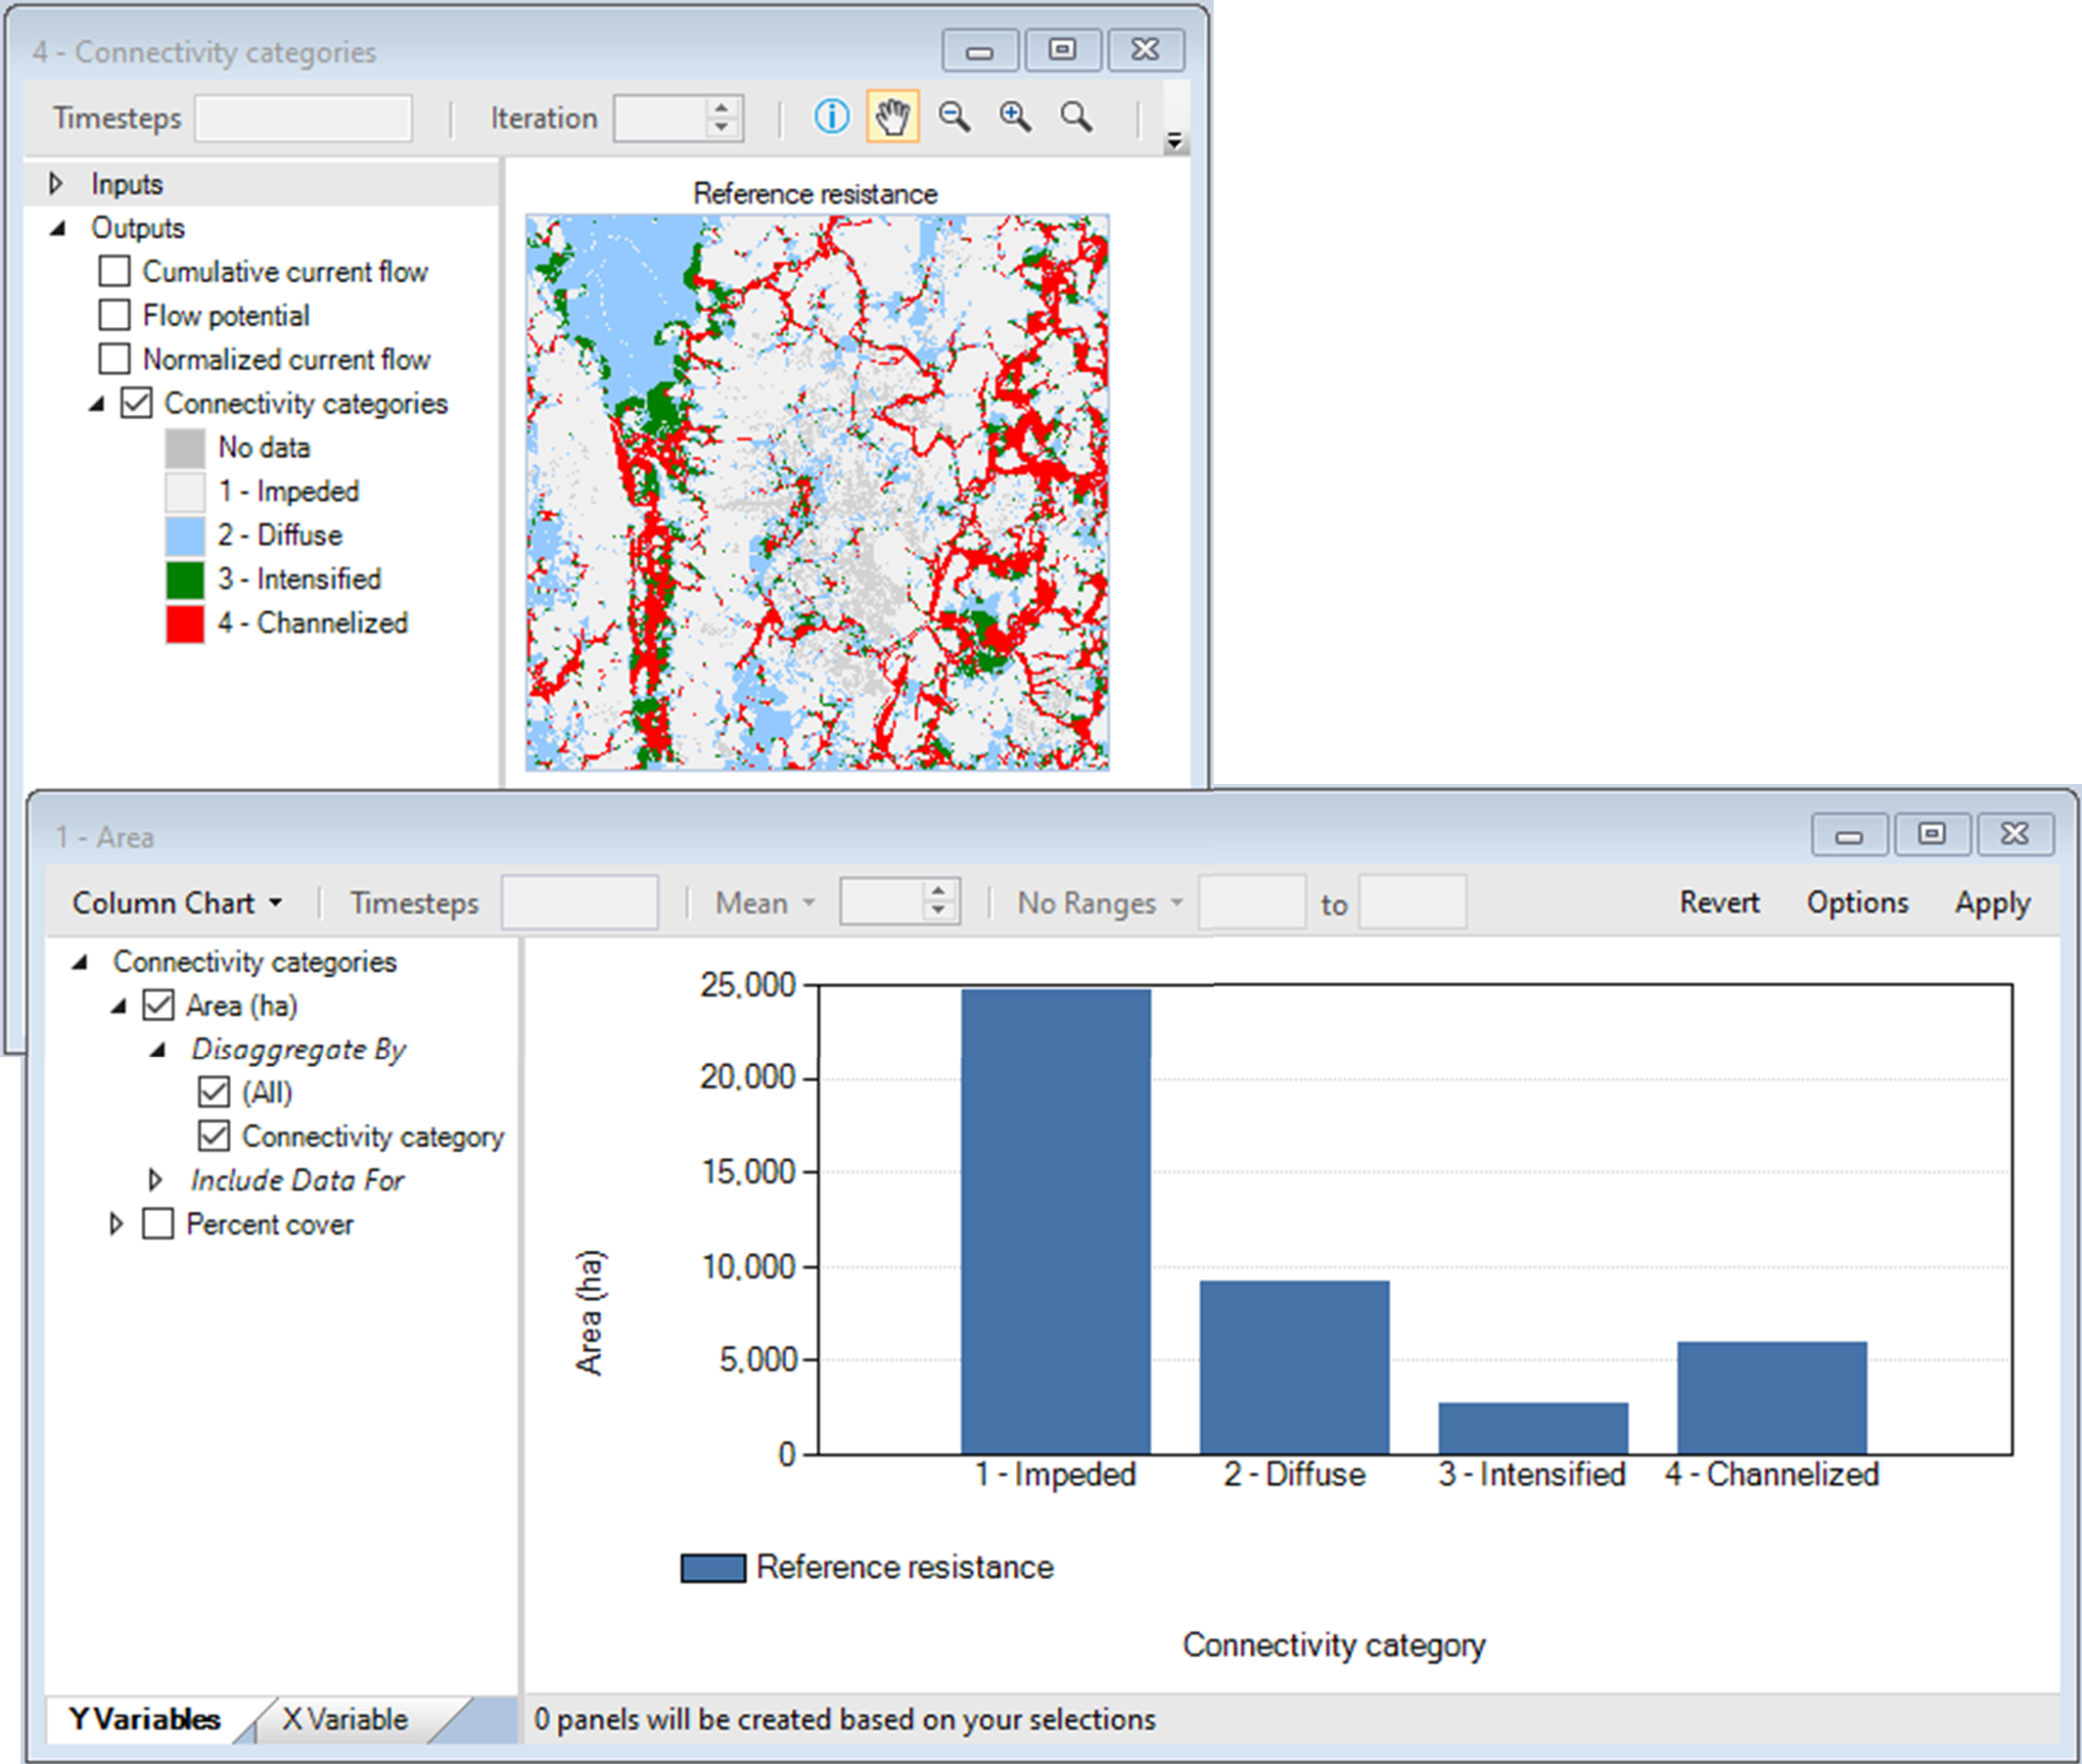 4 - Connectivity categories
Timesteps Iteration
Inputs
Outputs
Cumulative current flow
Flow potential
Normalized current flow
Connectivity categories
No data
1 - Impeded
2 - Diffuse
3 - Intensified
4 - Channelized
Reference resistance
1 - Area
Column Chart Timesteps Mean No Ranges to Revert Options Apply
Connectivity categories
Area (ha)
Disaggregate By
(All)
Connectivity category
Include Data For
Percent cover
Y Variables X Variable
25,000
20,000
15,000
10,000
5,000
0
Area (ha)
1 - Impeded 2 - Diffuse 3 - Intensified 4 - Channelized
Reference resistance
Connectivity category
0 panels will be created based on your selections